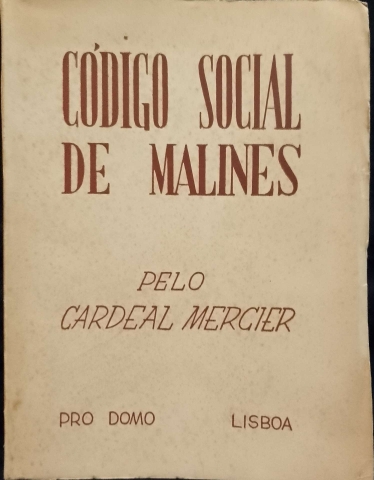 CÓDIGO SOCIAL
DE MALINES
PELO
CARDEAL MERCIER
PRO DOMO LISBOA